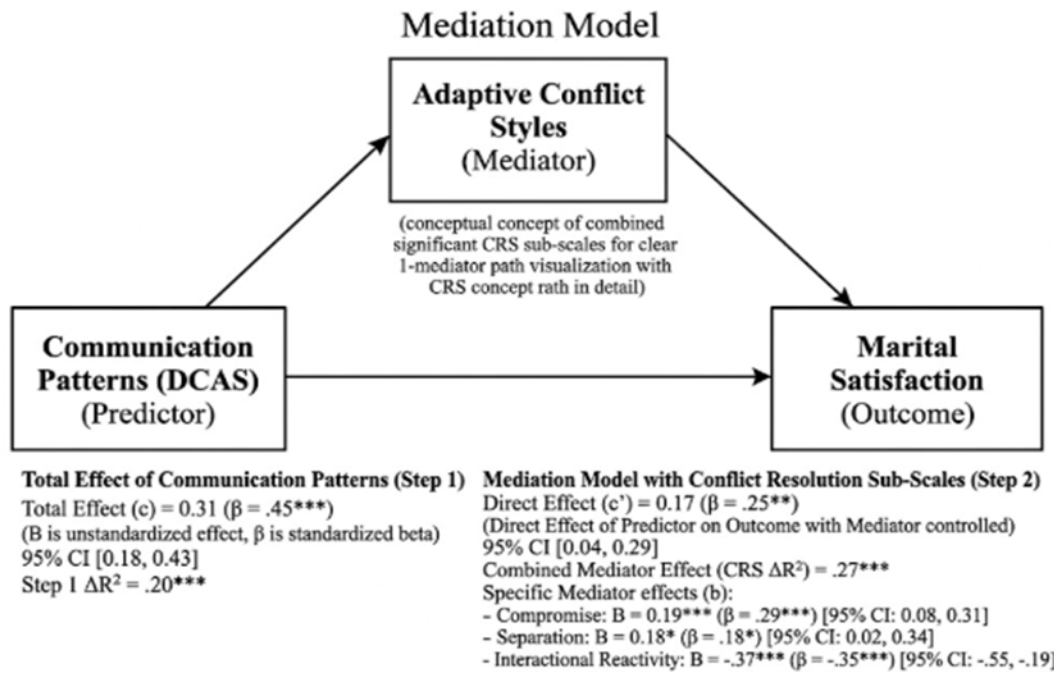 Mediation Model
Adaptive Conflict
Styles
(Mediator)
(conceptual concept of combined
significant CRS sub-scales for clear
1-mediator path visualization with
CRS concept rath in detail)
Communication
Patterns (DCAS)
(Predictor)
Marital
Satisfaction
(Outcome)
Total Effect of Communication Patterns (Step 1)
Total Effect (c) = 0.31 (β = .45***)
(B is unstandardized effect, β is standardized beta)
95% CI [0.18, 0.43]
Step 1 ΔR² = .20***
Mediation Model with Conflict Resolution Sub-Scales (Step 2)
Direct Effect (c') = 0.17 (β = .25**)
(Direct Effect of Predictor on Outcome with Mediator controlled)
95% CI [0.04, 0.29]
Combined Mediator Effect (CRS ΔR²) = .27***
Specific Mediator effects (b):
- Compromise: B = 0.19*** (β = .29***) [95% CI: 0.08, 0.31]
- Separation: B = 0.18* (β = .18*) [95% CI: 0.02, 0.34]
- Interactional Reactivity: B = -.37*** (β = -.35***) [95% CI: -.55, -.19]